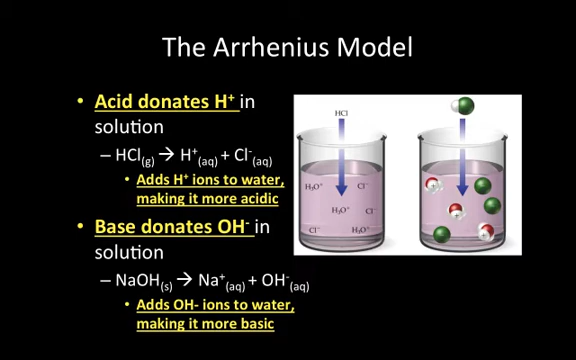 The Arrhenius Model
• Acid donates H⁺ in
solution
– HCl(g) → H⁺(aq) + Cl⁻(aq)
• Adds H⁺ ions to water,
making it more acidic
• Base donates OH⁻ in
solution
– NaOH(s) → Na⁺(aq) + OH⁻(aq)
• Adds OH- ions to water,
making it more basic
HCl
H₃O⁺ Cl⁻
H₃O⁺ Cl⁻
Cl⁻ H₃O⁺